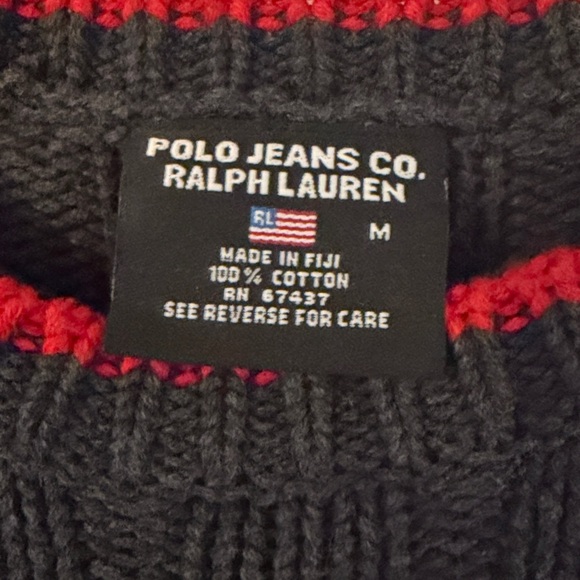 POLO JEANS CO.
RALPH LAUREN
RL
M
MADE IN FIJI
100% COTTON
RN 67437
SEE REVERSE FOR CARE